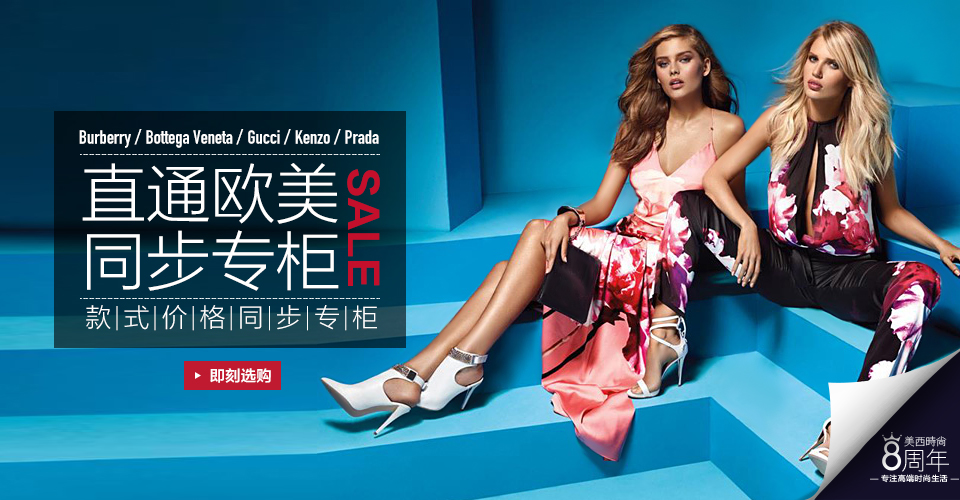 Burberry / Bottega Veneta / Gucci / Kenzo / Prada
直通欧美
同步专柜
SALE
款|式|价|格|同|步|专|柜
即刻选购
美西時尚
8周年
专注高端时尚生活